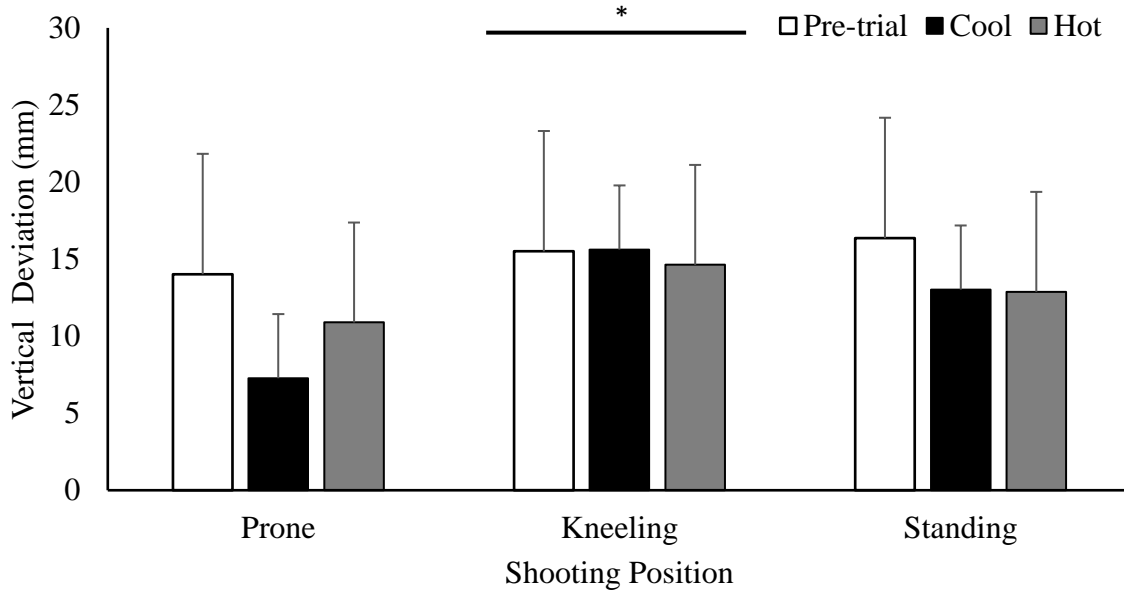 *
Pre-trial Cool Hot
Vertical Deviation (mm)
30
25
20
15
10
5
0
Prone Kneeling Standing
Shooting Position